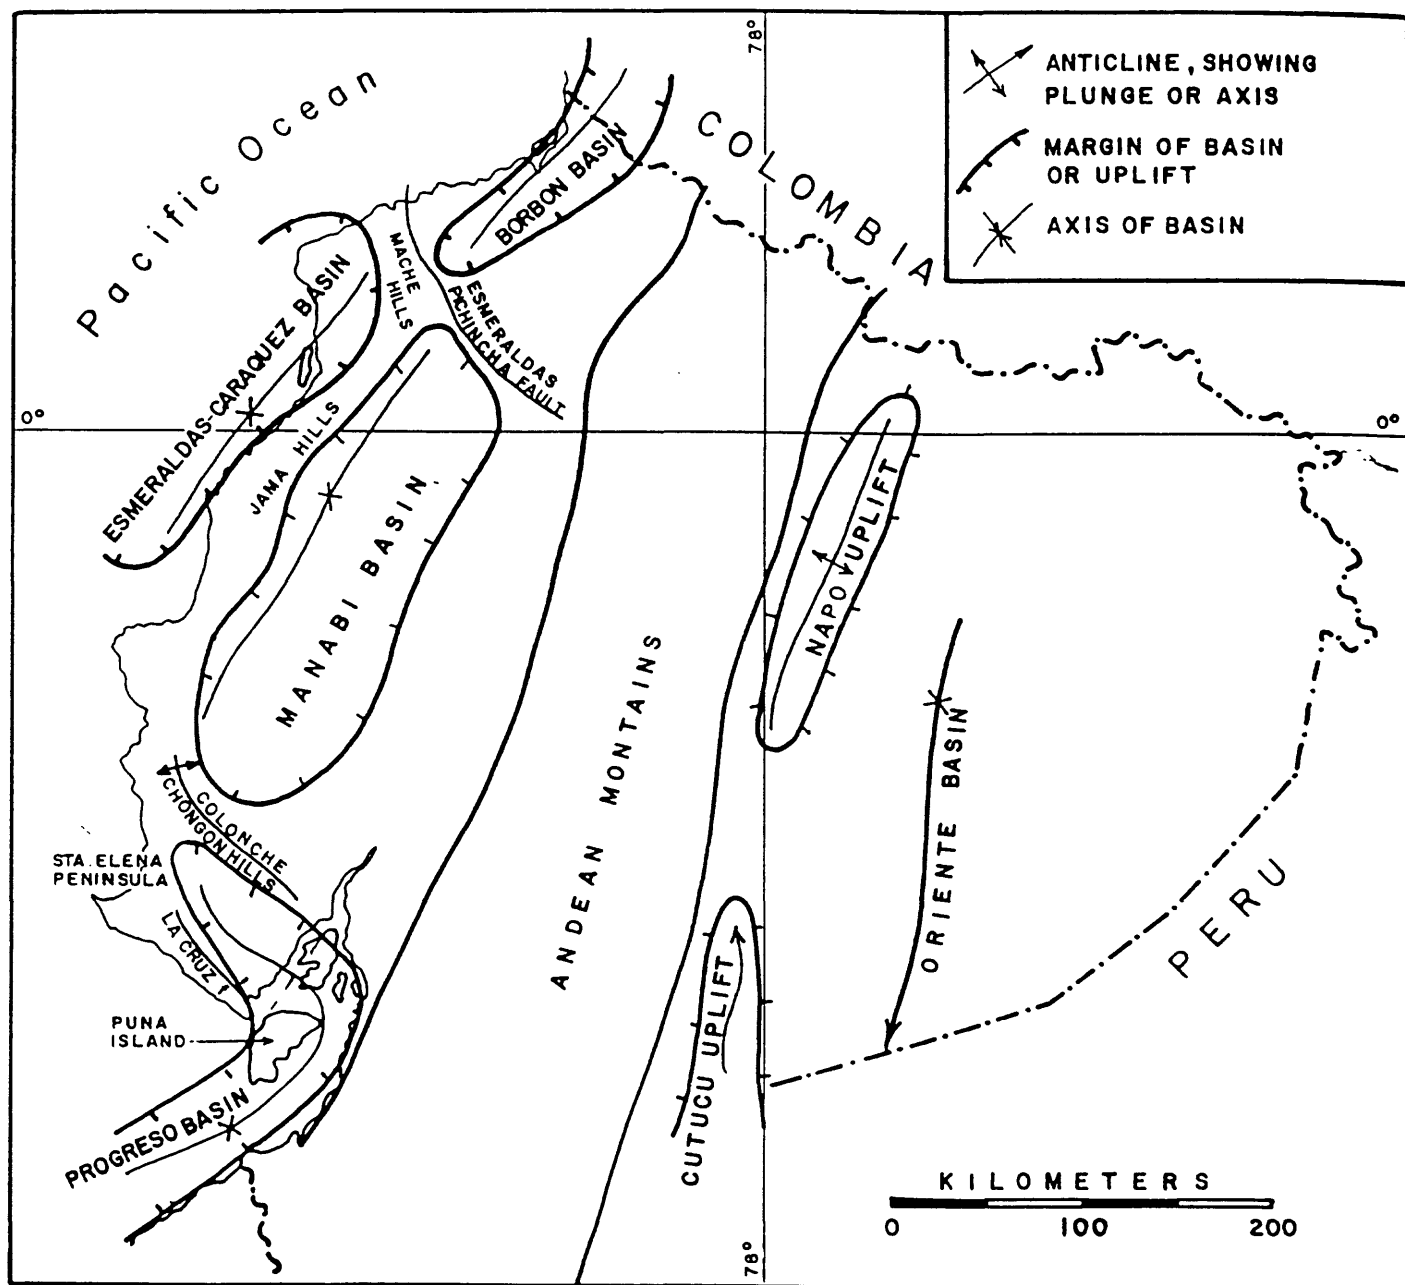 78°
ANTICLINE, SHOWING
PLUNGE OR AXIS
MARGIN OF BASIN
OR UPLIFT
AXIS OF BASIN
Pacific Ocean
COLOMBIA
BORBON BASIN
MACHE
HILLS
ESMERALDAS
PICHINCHA FAULT
ESMERALDAS-CARAQUEZ BASIN
0°
0°
JAMA HILLS
MANABI BASIN
NAPO UPLIFT
ANDEAN MONTAINS
ORIENTE BASIN
COLONCHE
CHONGON HILLS
STA. ELENA
PENINSULA
LA CRUZ f
PERU
PUNA
ISLAND
CUTUCU UPLIFT
PROGRESO BASIN
KILOMETERS
0 100 200
78°